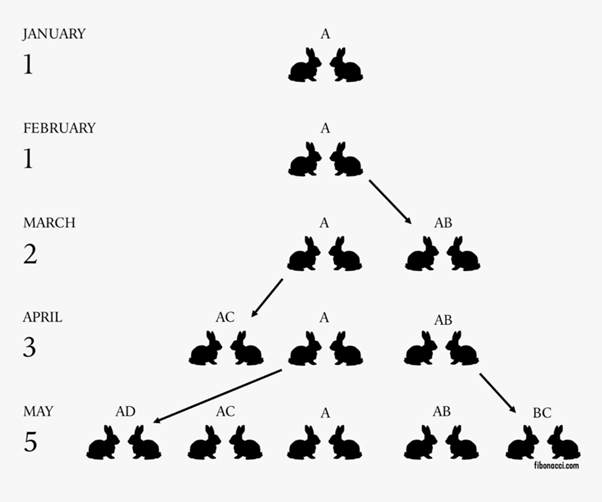 JANUARY
A
1
FEBRUARY
A
1
MARCH
A AB
2
APRIL
AC A AB
3
MAY
AD AC A AB BC
5
fibonacci.com